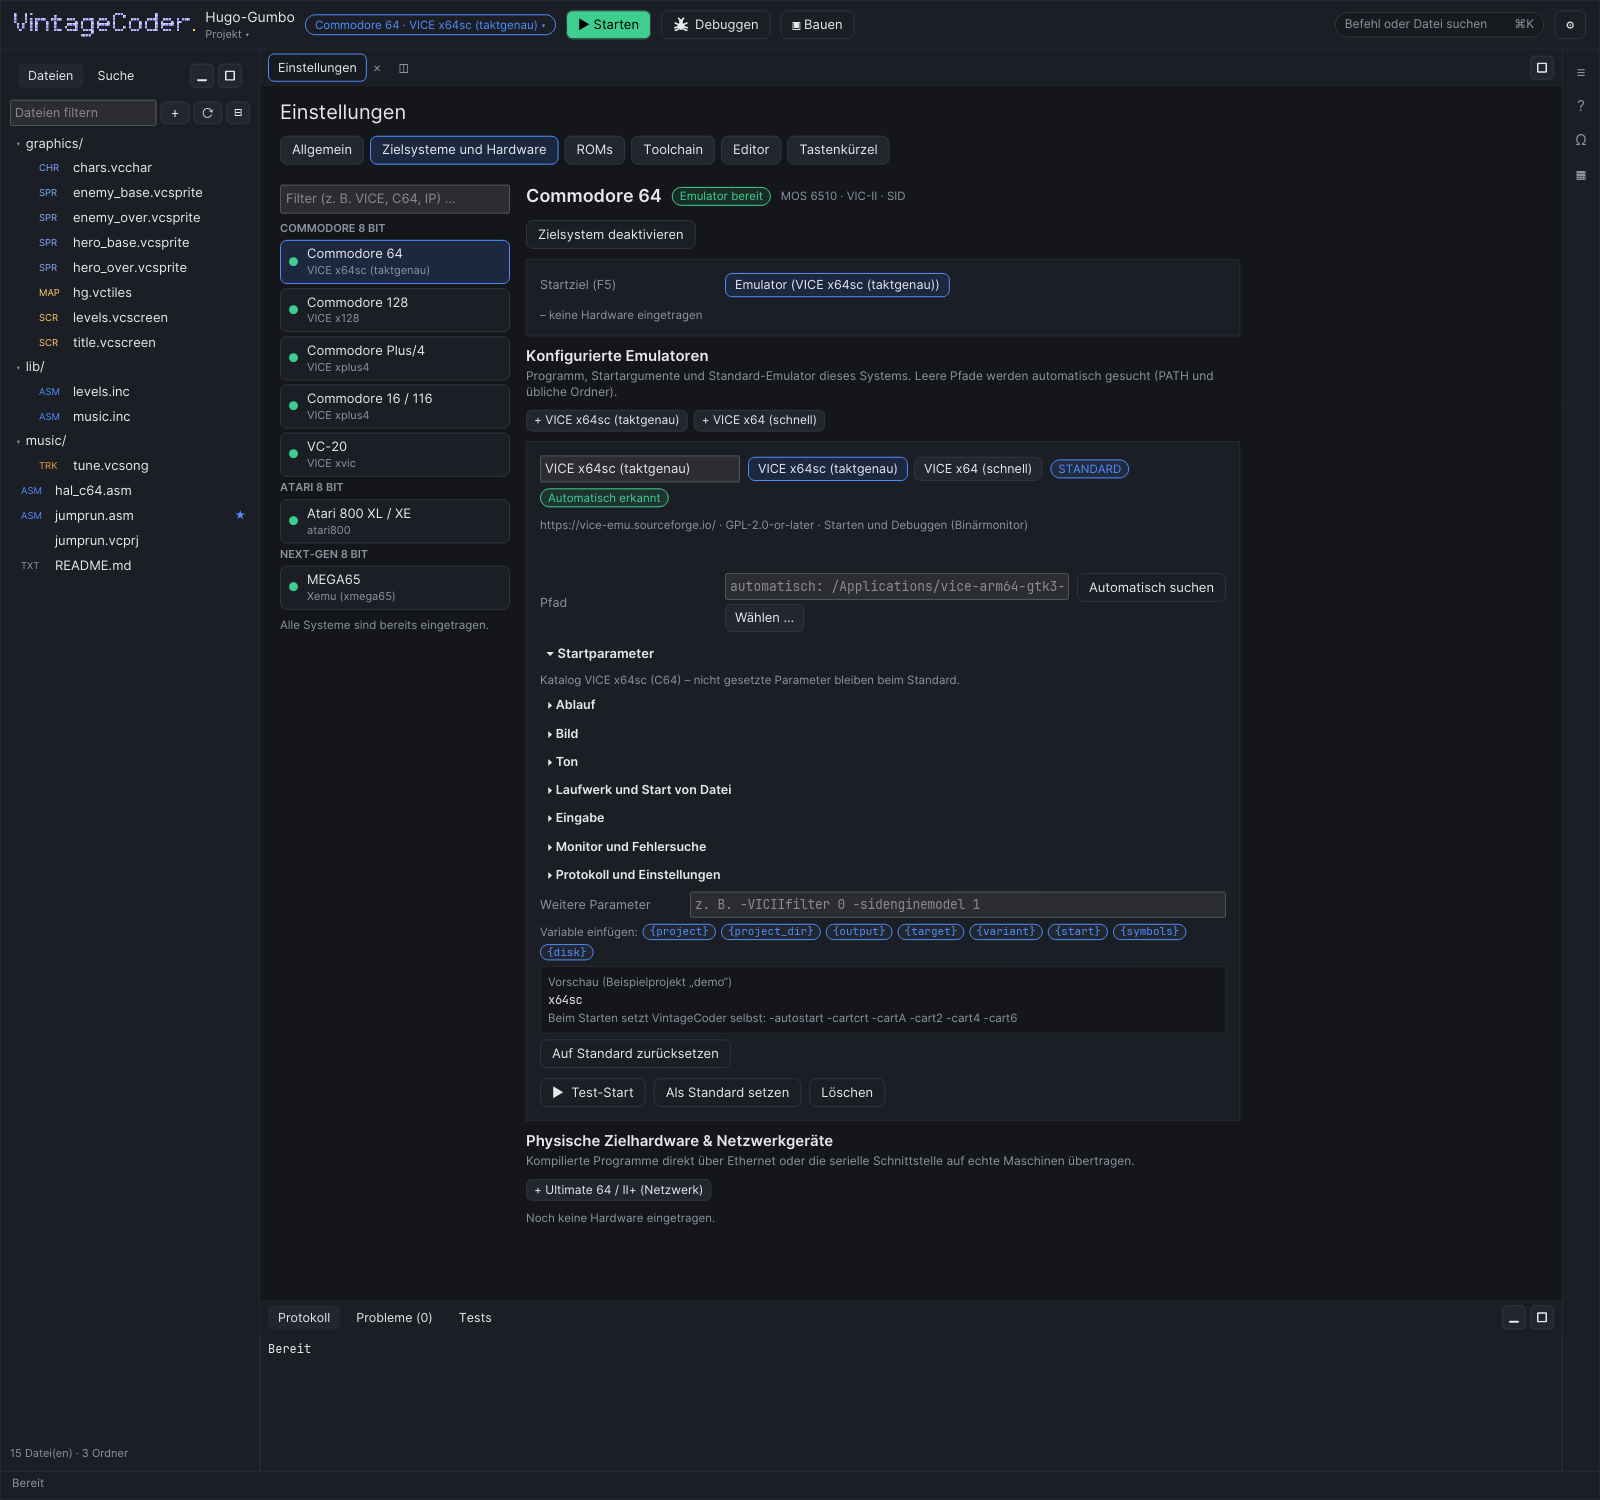 VintageCoder.
Hugo-Gumbo
Projekt
Commodore 64 · VICE x64sc (taktgenau)
Starten
Debuggen
Bauen
Befehl oder Datei suchen ⌘K
Dateien
Suche
Dateien filtern
+
graphics/
CHR chars.vcchar
SPR enemy_base.vcsprite
SPR enemy_over.vcsprite
SPR hero_base.vcsprite
SPR hero_over.vcsprite
MAP hg.vctiles
SCR levels.vcscreen
SCR title.vcscreen
lib/
ASM levels.inc
ASM music.inc
music/
TRK tune.vcsong
ASM hal_c64.asm
ASM jumprun.asm ★
jumprun.vcprj
TXT README.md
15 Datei(en) · 3 Ordner
Einstellungen ×
Einstellungen
Allgemein
Zielsysteme und Hardware
ROMs
Toolchain
Editor
Tastenkürzel
Filter (z. B. VICE, C64, IP) ...
COMMODORE 8 BIT
Commodore 64
VICE x64sc (taktgenau)
Commodore 128
VICE x128
Commodore Plus/4
VICE xplus4
Commodore 16 / 116
VICE xplus4
VC-20
VICE xvic
ATARI 8 BIT
Atari 800 XL / XE
atari800
NEXT-GEN 8 BIT
MEGA65
Xemu (xmega65)
Alle Systeme sind bereits eingetragen.
Commodore 64 Emulator bereit MOS 6510 · VIC-II · SID
Zielsystem deaktivieren
Startziel (F5) Emulator (VICE x64sc (taktgenau))
– keine Hardware eingetragen
Konfigurierte Emulatoren
Programm, Startargumente und Standard-Emulator dieses Systems. Leere Pfade werden automatisch gesucht (PATH und
übliche Ordner).
+ VICE x64sc (taktgenau) + VICE x64 (schnell)
VICE x64sc (taktgenau) VICE x64sc (taktgenau) VICE x64 (schnell) STANDARD
Automatisch erkannt
https://vice-emu.sourceforge.io/ · GPL-2.0-or-later · Starten und Debuggen (Binärmonitor)
Pfad automatisch: /Applications/vice-arm64-gtk3- Automatisch suchen
Wählen ...
Startparameter
Katalog VICE x64sc (C64) – nicht gesetzte Parameter bleiben beim Standard.
Ablauf
Bild
Ton
Laufwerk und Start von Datei
Eingabe
Monitor und Fehlersuche
Protokoll und Einstellungen
Weitere Parameter z. B. -VICIIfilter 0 -sidenginemodel 1
Variable einfügen: {project} {project_dir} {output} {target} {variant} {start} {symbols}
{disk}
Vorschau (Beispielprojekt „demo“)
x64sc
Beim Starten setzt VintageCoder selbst: -autostart -cartcrt -cartA -cart2 -cart4 -cart6
Auf Standard zurücksetzen
Test-Start Als Standard setzen Löschen
Physische Zielhardware & Netzwerkgeräte
Kompilierte Programme direkt über Ethernet oder die serielle Schnittstelle auf echte Maschinen übertragen.
+ Ultimate 64 / II+ (Netzwerk)
Noch keine Hardware eingetragen.
≡
?
Ω
Protokoll
Probleme (0)
Tests
Bereit
Bereit